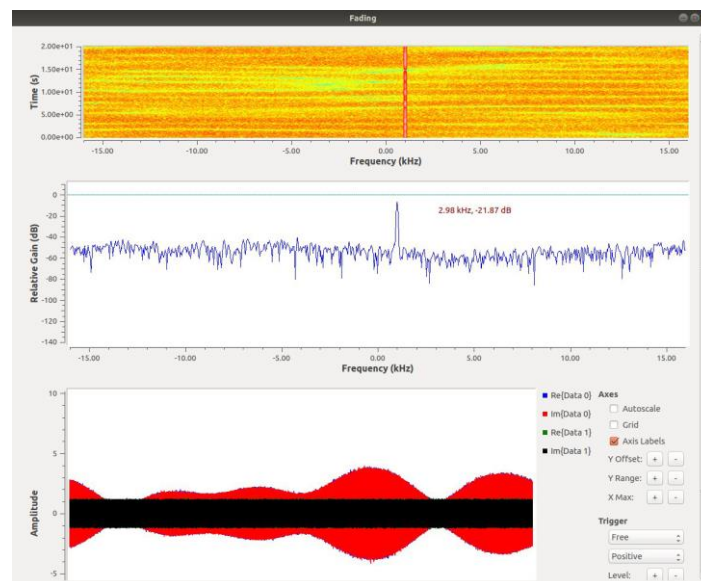 Fading
2.00e+01
1.50e+01
1.00e+01
5.00e+00
0.00e+00
Time (s)
-15.00 -10.00 -5.00 0.00 5.00 10.00 15.00
Frequency (kHz)
0
-20
-40
-60
-80
-100
-120
-140
Relative Gain (dB)
2.98 kHz, -21.87 dB
-15.00 -10.00 -5.00 0.00 5.00 10.00 15.00
Frequency (kHz)
10
5
0
-5
Amplitude
Re{Data 0}
Im{Data 0}
Re{Data 1}
Im{Data 1}
Axes
Autoscale
Grid
Axis Labels
Y Offset: + -
Y Range: + -
X Max: + -
Trigger
Free
Positive
Level: + -